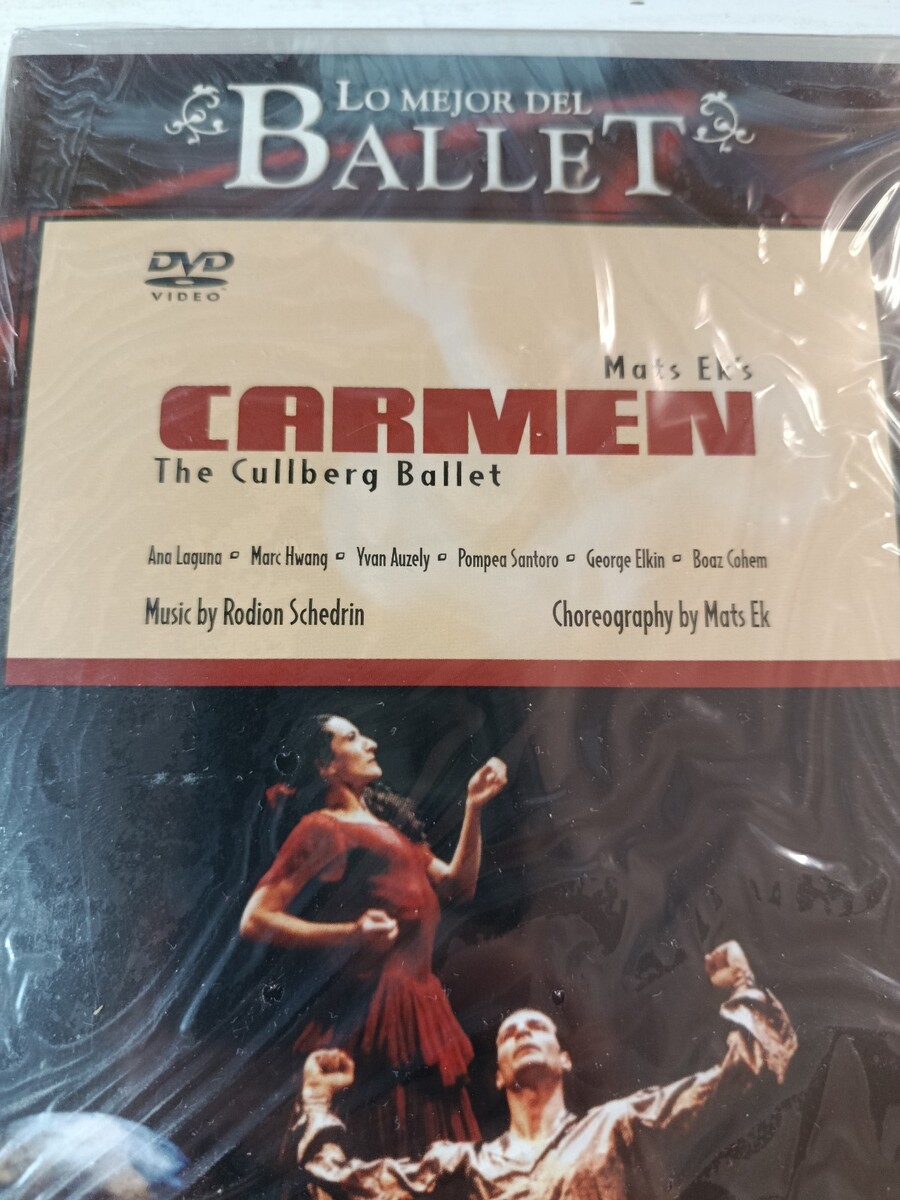 LO MEJOR DEL
BALLET
DVD
VIDEO
Mats Ek's
CARMEN
The Cullberg Ballet
Ana Laguna ▫ Marc Hwang ▫ Yvan Auzely ▫ Pompea Santoro ▫ George Elkin ▫ Boaz Cohem
Music by Rodion Schedrin
Choreography by Mats Ek